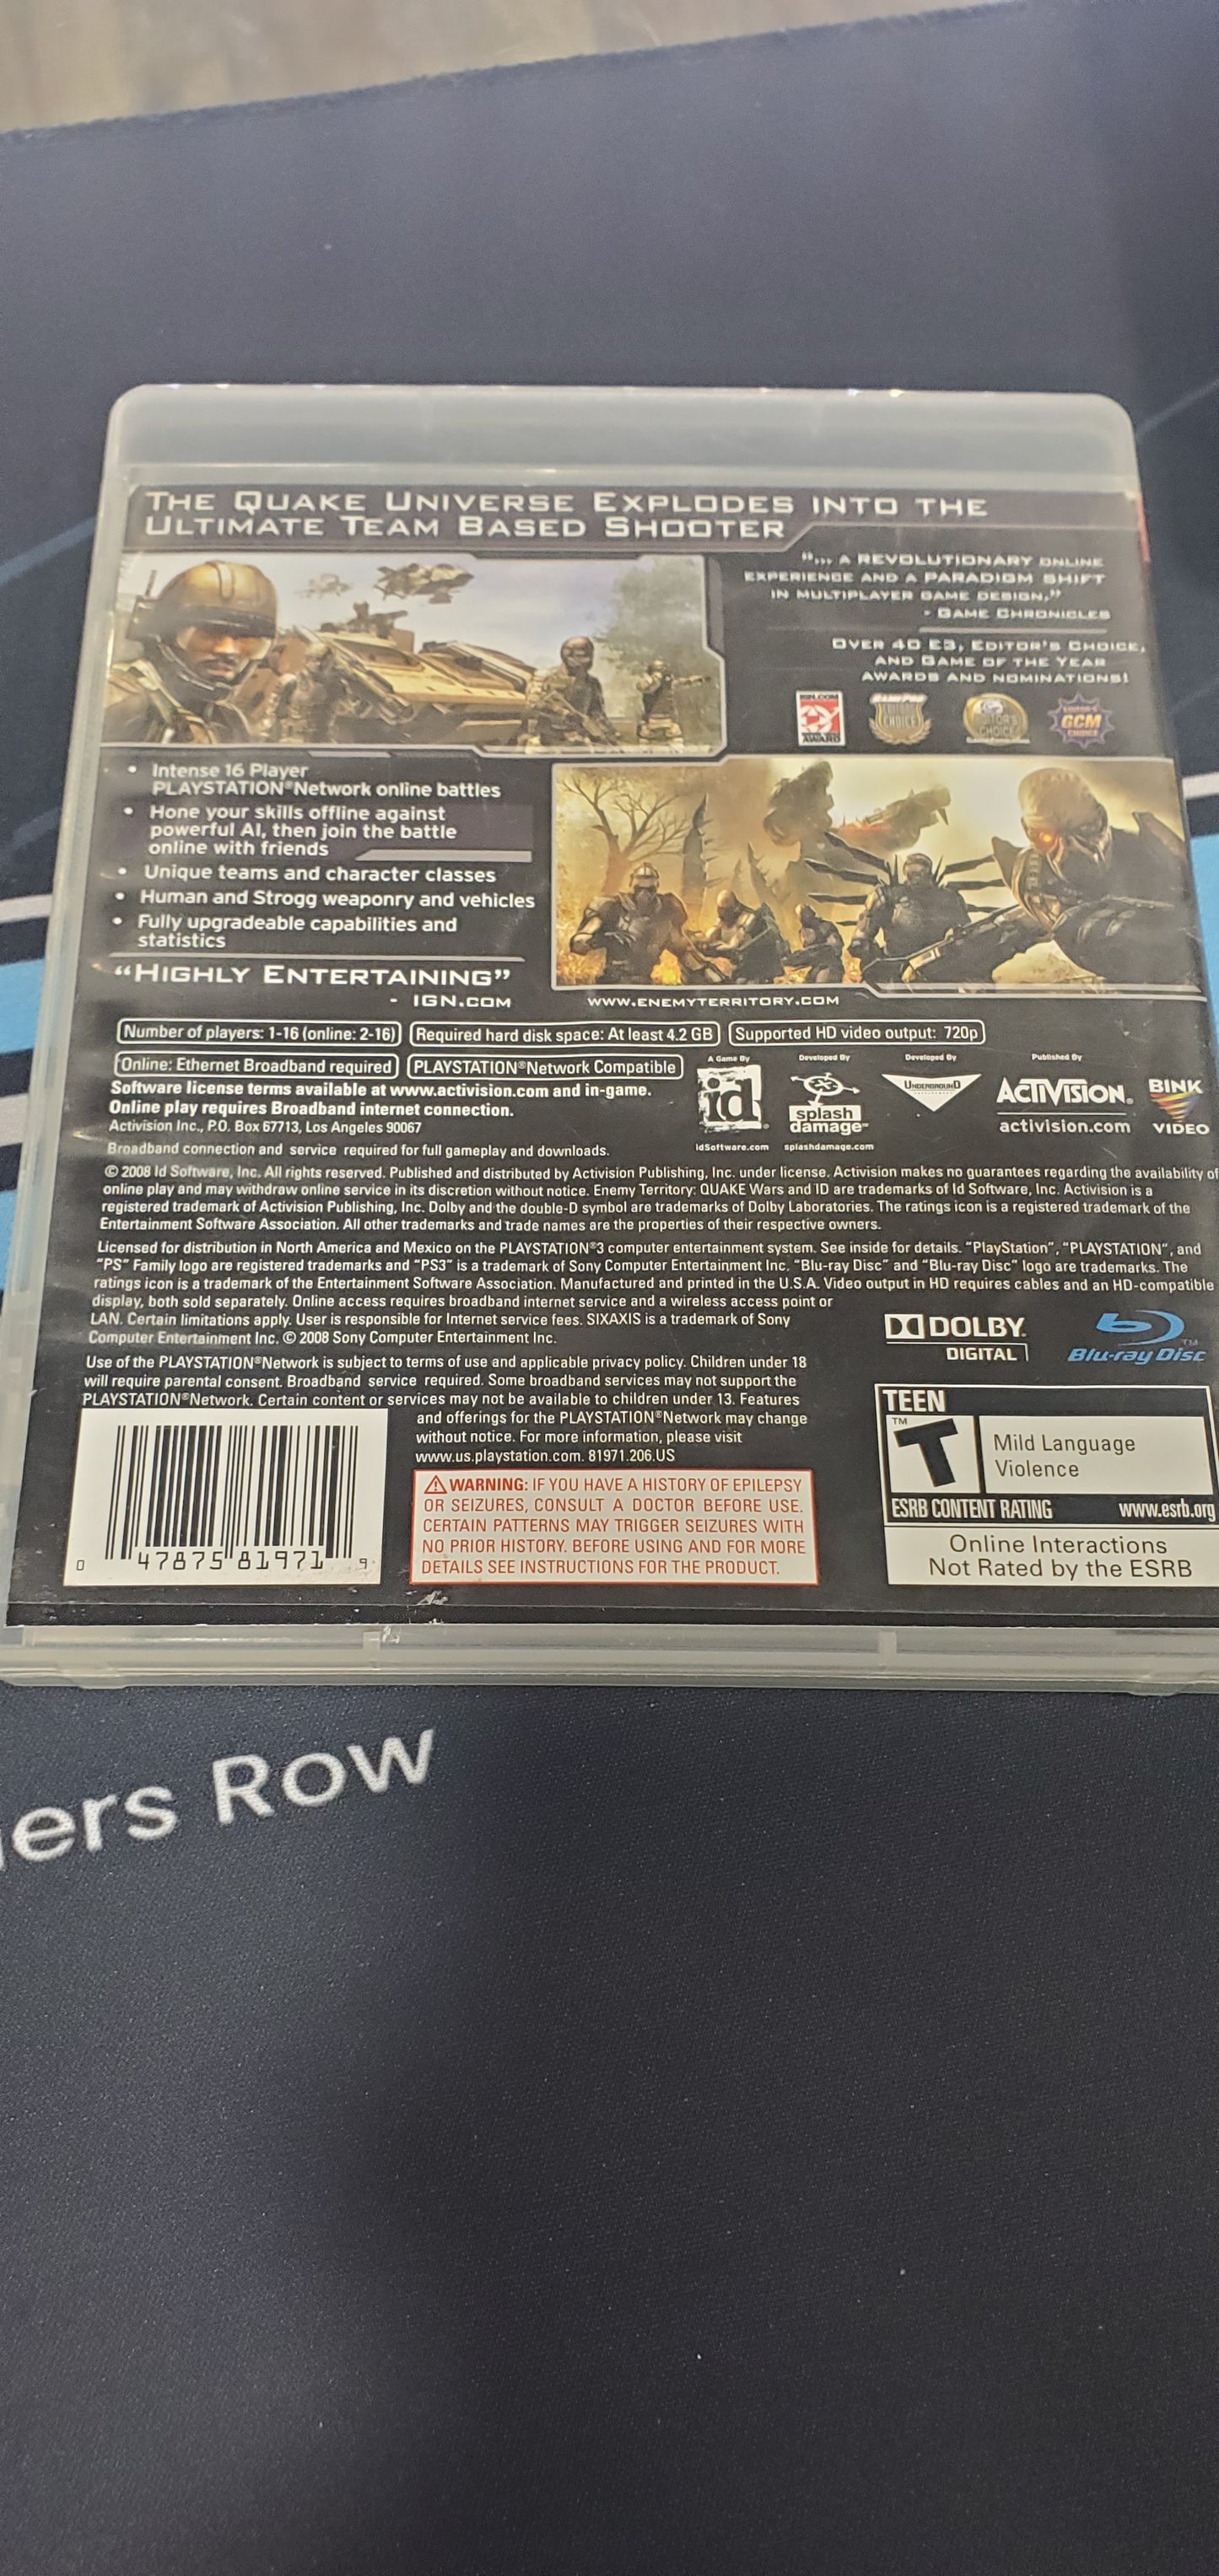 THE QUAKE UNIVERSE EXPLODES INTO THE
ULTIMATE TEAM BASED SHOOTER
"... A REVOLUTIONARY ONLINE
EXPERIENCE AND A PARADIGM SHIFT
IN MULTIPLAYER GAME DESIGN."
- GAME CHRONICLES
OVER 40 E3, EDITOR'S CHOICE,
AND GAME OF THE YEAR
AWARDS AND NOMINATIONS!
AWARD
CHOICE
EDITOR'S
CHOICE
EDITOR'S
GCM
CHOICE
• Intense 16 Player
PLAYSTATION®Network online battles
• Hone your skills offline against
powerful AI, then join the battle
online with friends
• Unique teams and character classes
• Human and Strogg weaponry and vehicles
• Fully upgradeable capabilities and
statistics
"HIGHLY ENTERTAINING"
- IGN.COM
WWW.ENEMYTERRITORY.COM
Number of players: 1-16 (online: 2-16)
Required hard disk space: At least 4.2 GB
Supported HD video output: 720p
Online: Ethernet Broadband required
PLAYSTATION®Network Compatible
Software license terms available at www.activision.com and in-game.
Online play requires Broadband internet connection.
Activision Inc., P.O. Box 67713, Los Angeles 90067
Broadband connection and service required for full gameplay and downloads.
A Game By
id
idSoftware.com
Developed By
splash
damage™
splashdamage.com
Developed By
UNDERGROUND
Published By
ACTIVISION.
activision.com
BINK
VIDEO
© 2008 Id Software, Inc. All rights reserved. Published and distributed by Activision Publishing, Inc. under license. Activision makes no guarantees regarding the availability of
online play and may withdraw online service in its discretion without notice. Enemy Territory: QUAKE Wars and ID are trademarks of Id Software, Inc. Activision is a
registered trademark of Activision Publishing, Inc. Dolby and the double-D symbol are trademarks of Dolby Laboratories. The ratings icon is a registered trademark of the
Entertainment Software Association. All other trademarks and trade names are the properties of their respective owners.
Licensed for distribution in North America and Mexico on the PLAYSTATION®3 computer entertainment system. See inside for details. "PlayStation", "PLAYSTATION", and
"PS" Family logo are registered trademarks and "PS3" is a trademark of Sony Computer Entertainment Inc. "Blu-ray Disc" and "Blu-ray Disc" logo are trademarks. The
ratings icon is a trademark of the Entertainment Software Association. Manufactured and printed in the U.S.A. Video output in HD requires cables and an HD-compatible
display, both sold separately. Online access requires broadband internet service and a wireless access point or
LAN. Certain limitations apply. User is responsible for Internet service fees. SIXAXIS is a trademark of Sony
Computer Entertainment Inc. © 2008 Sony Computer Entertainment Inc.
DOLBY.
DIGITAL
Blu-ray Disc™
Use of the PLAYSTATION®Network is subject to terms of use and applicable privacy policy. Children under 18
will require parental consent. Broadband service required. Some broadband services may not support the
PLAYSTATION®Network. Certain content or services may not be available to children under 13. Features
and offerings for the PLAYSTATION®Network may change
without notice. For more information, please visit
www.us.playstation.com. 81971.206.US
WARNING: IF YOU HAVE A HISTORY OF EPILEPSY
OR SEIZURES, CONSULT A DOCTOR BEFORE USE.
CERTAIN PATTERNS MAY TRIGGER SEIZURES WITH
NO PRIOR HISTORY. BEFORE USING AND FOR MORE
DETAILS SEE INSTRUCTIONS FOR THE PRODUCT.
0 47875 81971 9
TEEN
T™
Mild Language
Violence
ESRB CONTENT RATING www.esrb.org
Online Interactions
Not Rated by the ESRB
ers Row